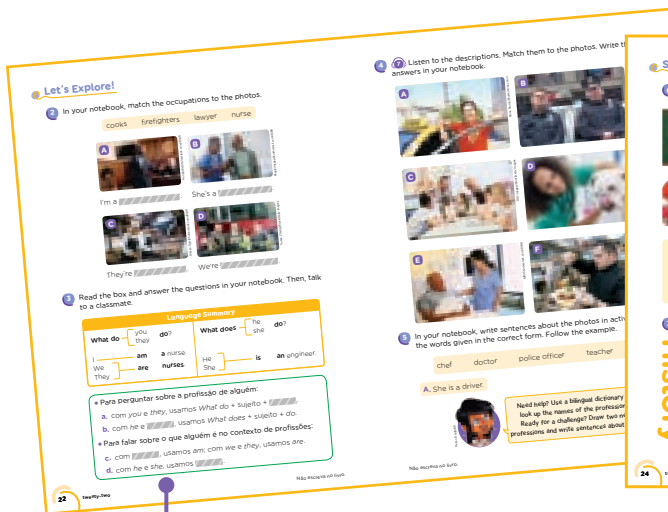 Let's Explore!
2 In your notebook, match the occupations to the photos.
cooks firefighters lawyer nurse
A
B
I'm a
She's a
C
D
They're
We're
3 Read the box and answer the questions in your notebook. Then, talk
to a classmate.
Language Summary
What do you they do?
What does he she do?
I am a nurse
We They are nurses
He She is an engineer.
• Para perguntar sobre a profissão de alguém:
a. com you e they, usamos What do + sujeito +
b. com he e usamos What does + sujeito + do.
• Para falar sobre o que alguém é no contexto de profissões:
c. com , usamos am; com we e they, usamos are.
d. com he e she, usamos
22 twenty-two
Não escreva no livro.
4 7 Listen to the descriptions. Match them to the photos. Write
answers in your notebook.
A
B
C
D
E
F
5 In your notebook, write sentences about the photos in
the words given in the correct form. Follow the example.
chef doctor police officer teacher
A. She is a driver.
Need help? Use a bilingual dictionary
look up the names of the
Ready for a challenge? Draw two
professions and write sentences about
Não escreva no livro.
24